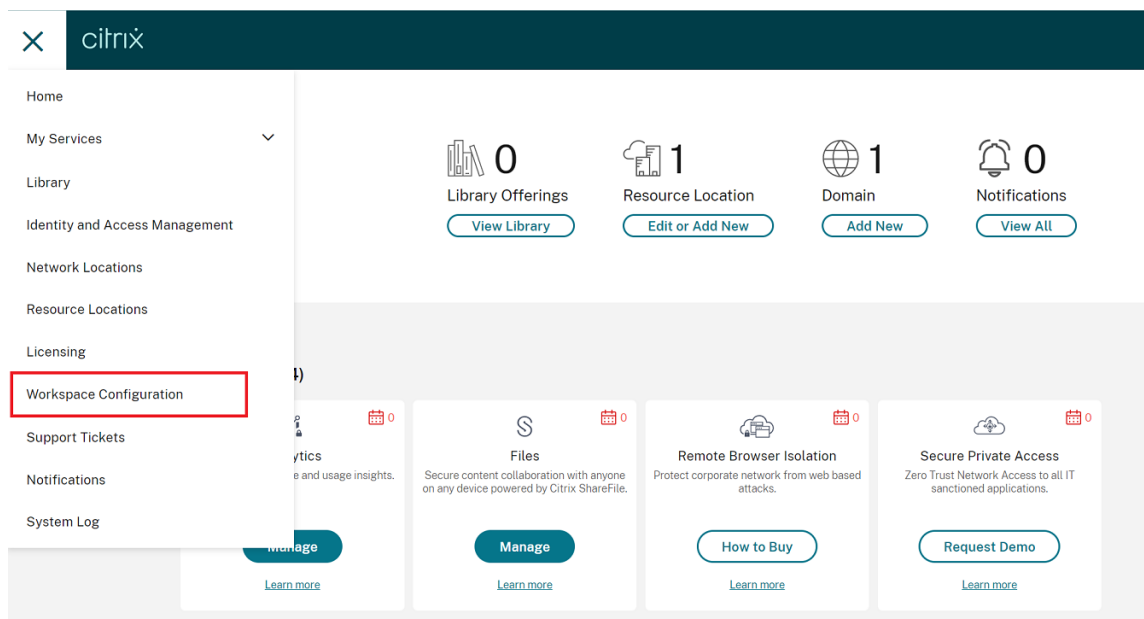 citrix
Home
My Services
Library
Identity and Access Management
Network Locations
Resource Locations
Licensing
Workspace Configuration
Support Tickets
Notifications
System Log
0
Library Offerings
View Library
1
Resource Location
Edit or Add New
1
Domain
Add New
0
Notifications
View All
4)
0
ytics
e and usage insights.
Manage
Learn more
0
Files
Secure content collaboration with anyone
on any device powered by Citrix ShareFile.
Manage
Learn more
0
Remote Browser Isolation
Protect corporate network from web based
attacks.
How to Buy
Learn more
0
Secure Private Access
Zero Trust Network Access to all IT
sanctioned applications.
Request Demo
Learn more